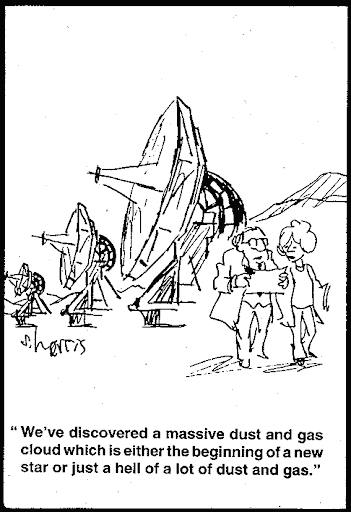 s.harris
" We've discovered a massive dust and gas
cloud which is either the beginning of a new
star or just a hell of a lot of dust and gas."